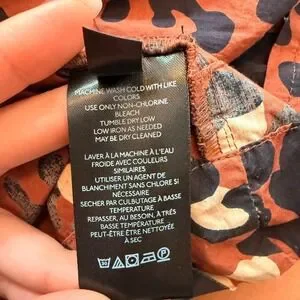 MACHINE WASH COLD WITH LIKE
COLORS
USE ONLY NON-CHLORINE
BLEACH
TUMBLE DRY LOW
LOW IRON AS NEEDED
MAY BE DRY CLEANED
LAVER À LA MACHINE À L'EAU
FROIDE AVEC COULEURS
SIMILAIRES
UTILISER UN AGENT DE
BLANCHIMENT SANS CHLORE SI
NÉCESSAIRE
SECHER PAR CULBUTAGE À BASSE
TEMPERATURE
REPASSER, AU BESOIN, À TRÈS
BASSE TEMPÉRATURE
PEUT-ÊTRE ÊTRE NETTOYÉE
À SEC